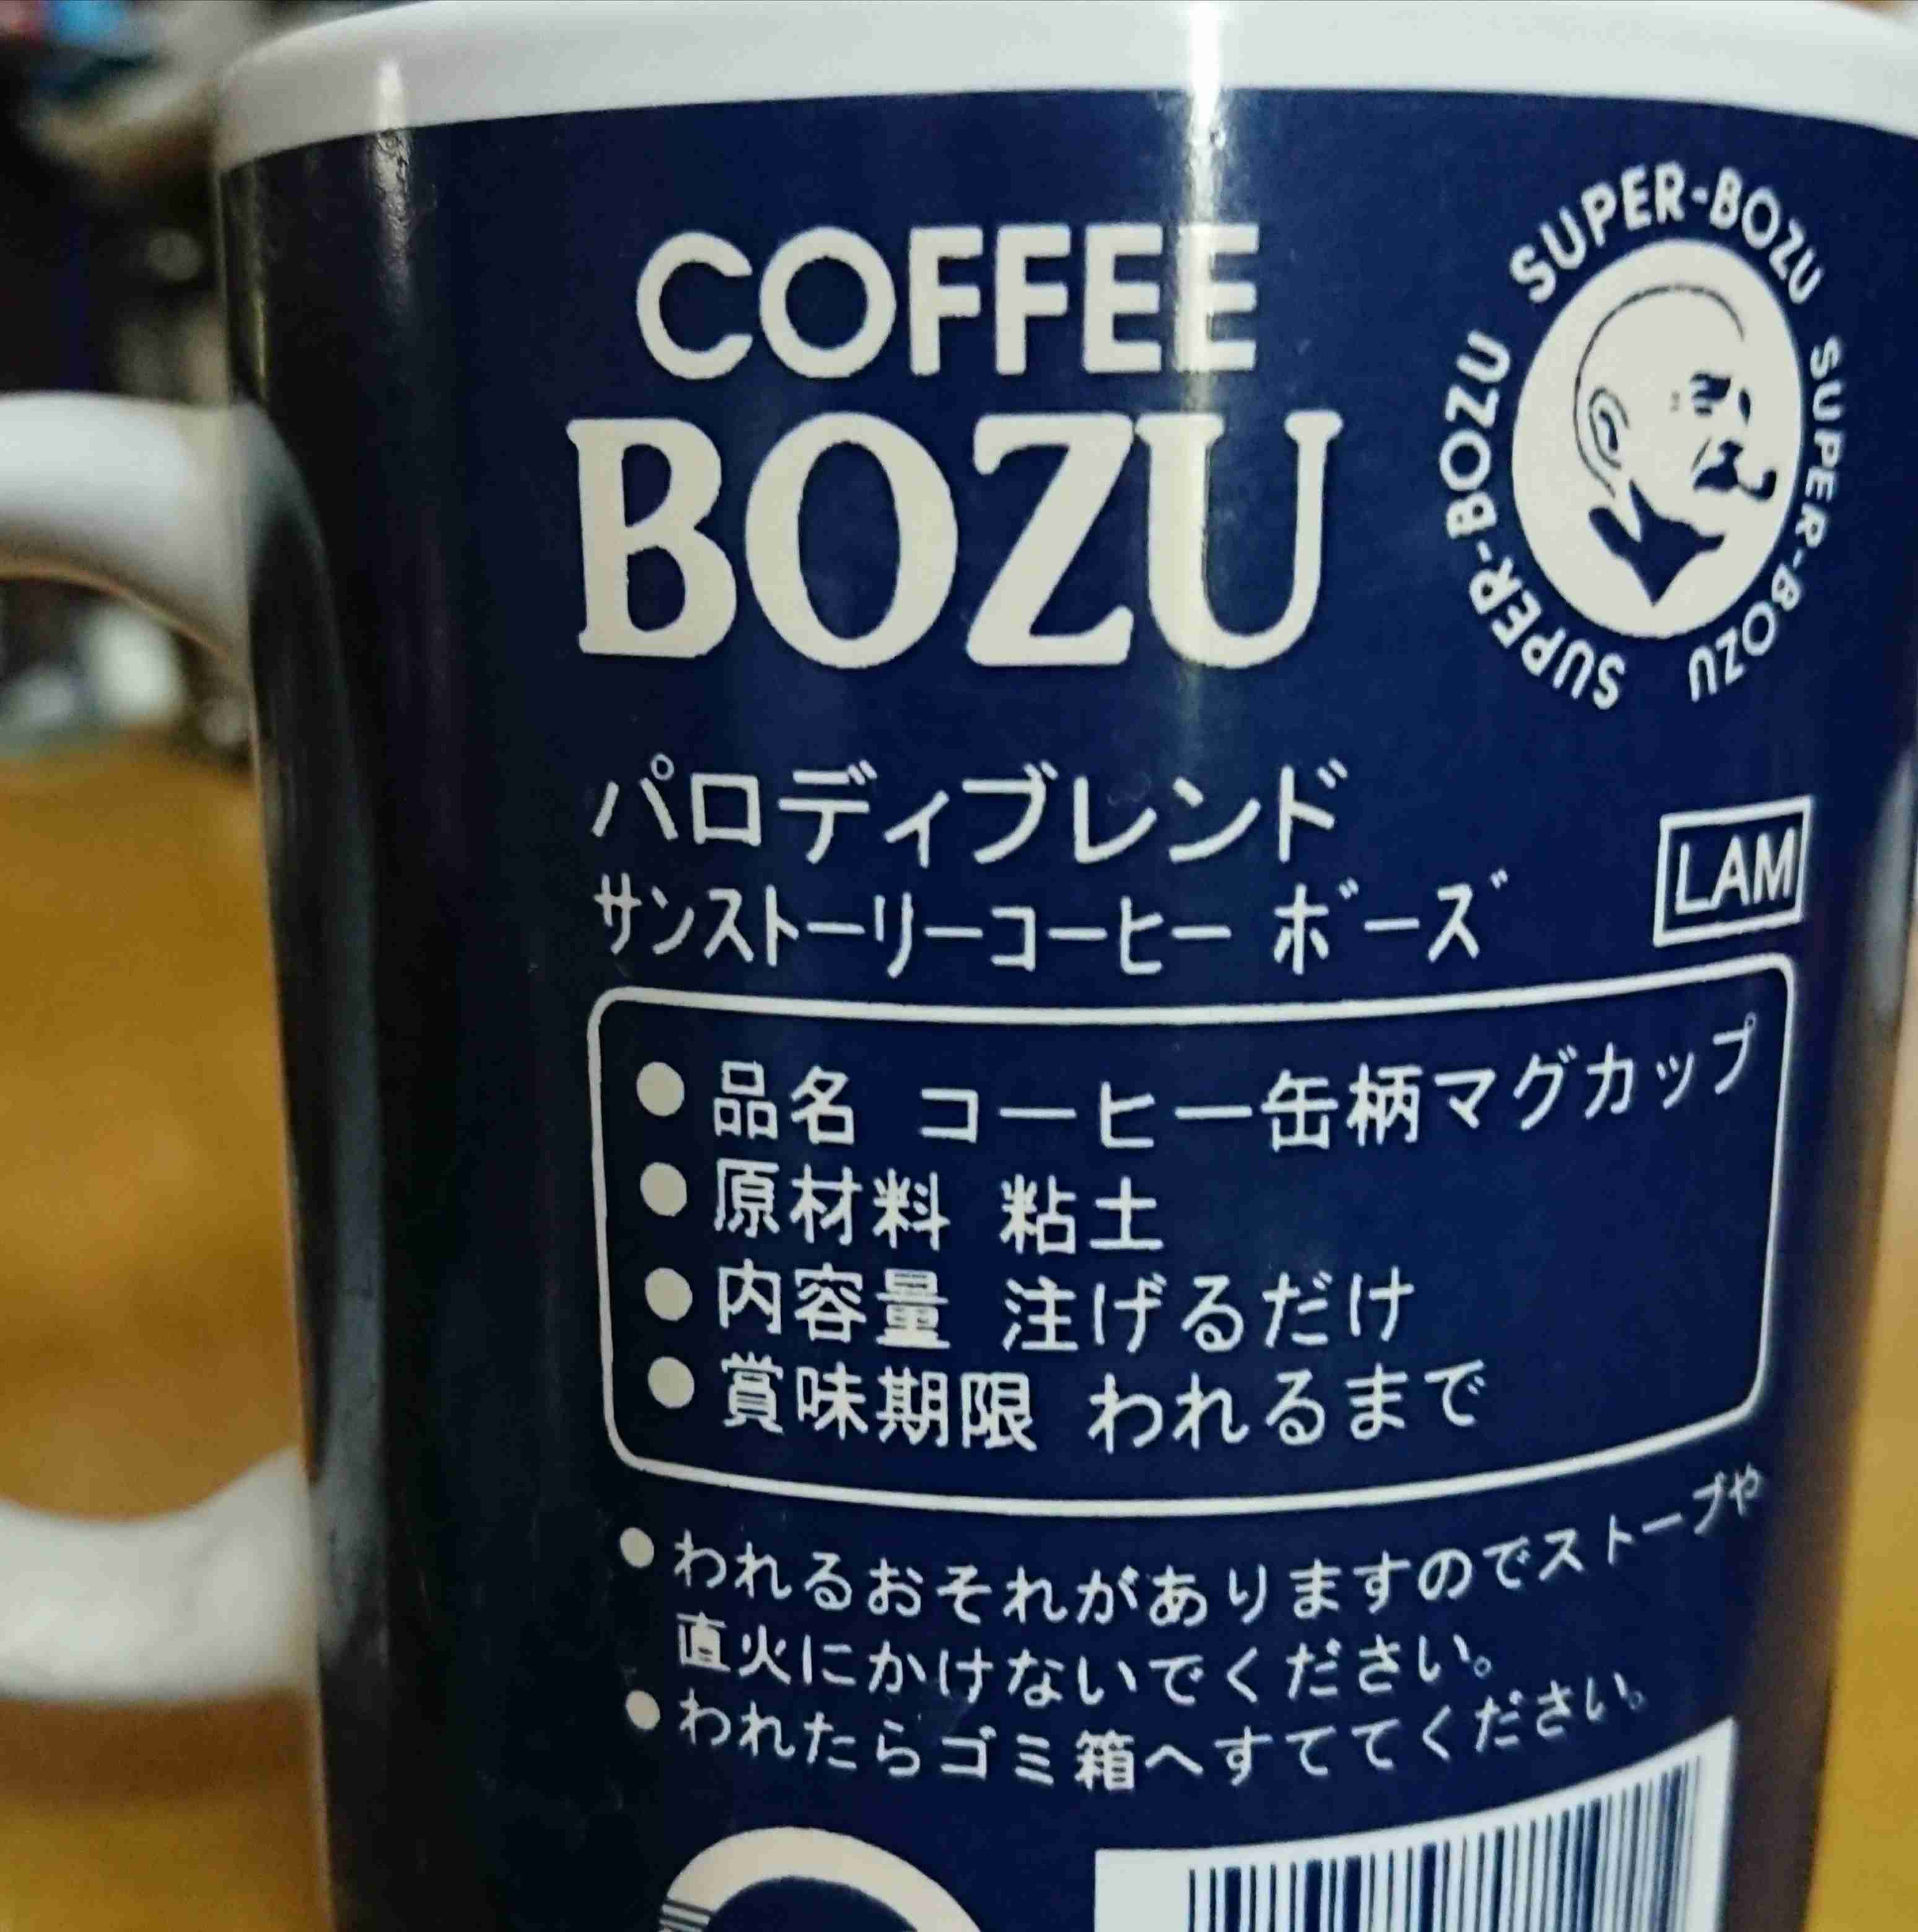 COFFEE
BOZU
SUPER-BOZU SUPER-BOZU SUPER-BOZU
パロディブレンド
サンストーリーコーヒー ボーズ
LAM
●品名 コーヒー缶柄マグカップ
●原材料 粘土
●内容量 注げるだけ
●賞味期限 われるまで
●われるおそれがありますのでストーブや
直火にかけないでください。
●われたらゴミ箱へすててください。